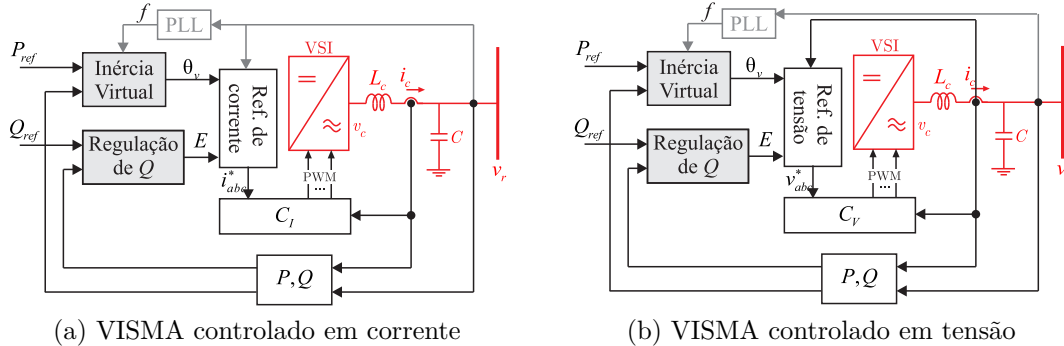 f
PLL
P_ref
Inércia
Virtual
θ_v
Ref. de
corrente
VSI
=
≈
L_c
i_c
v_c
C
v_r
Q_ref
Regulação
de Q
E
i*_abc
PWM
...
C_I
P, Q
(a) VISMA controlado em corrente
f
PLL
P_ref
Inércia
Virtual
θ_v
Ref. de
tensão
VSI
=
≈
L_c
i_c
v_c
C
v
Q_ref
Regulação
de Q
E
v*_abc
PWM
...
C_V
P, Q
(b) VISMA controlado em tensão